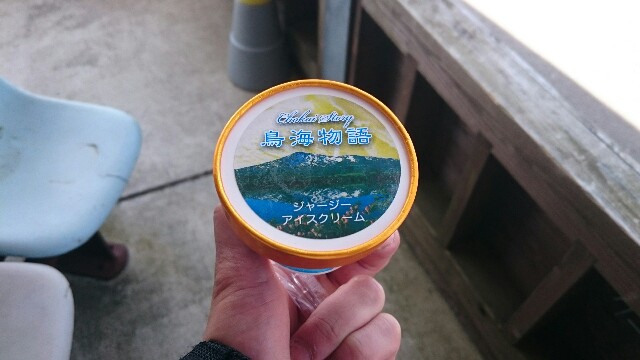 Chokai Story
鳥海物語
ジャージー
アイスクリーム